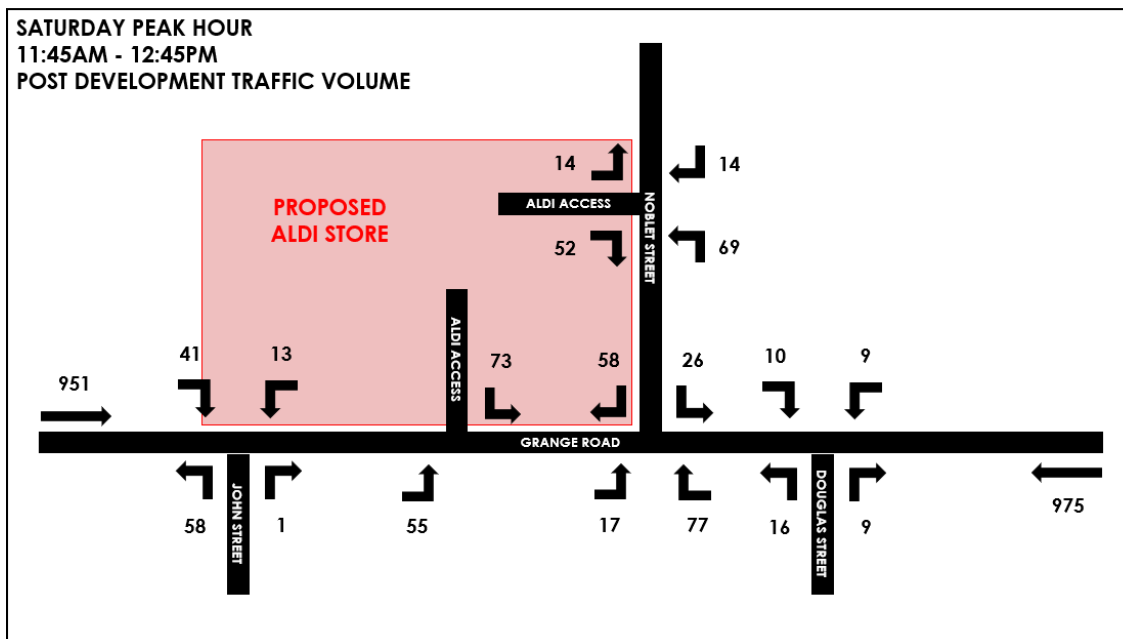 SATURDAY PEAK HOUR
11:45AM - 12:45PM
POST DEVELOPMENT TRAFFIC VOLUME
14
14
ALDI ACCESS
NOBLET STREET
PROPOSED
ALDI STORE
52
69
ALDI ACCESS
41
13
73
58
26
10
9
951
GRANGE ROAD
JOHN STREET
DOUGLAS STREET
975
58
1
55
17
77
16
9